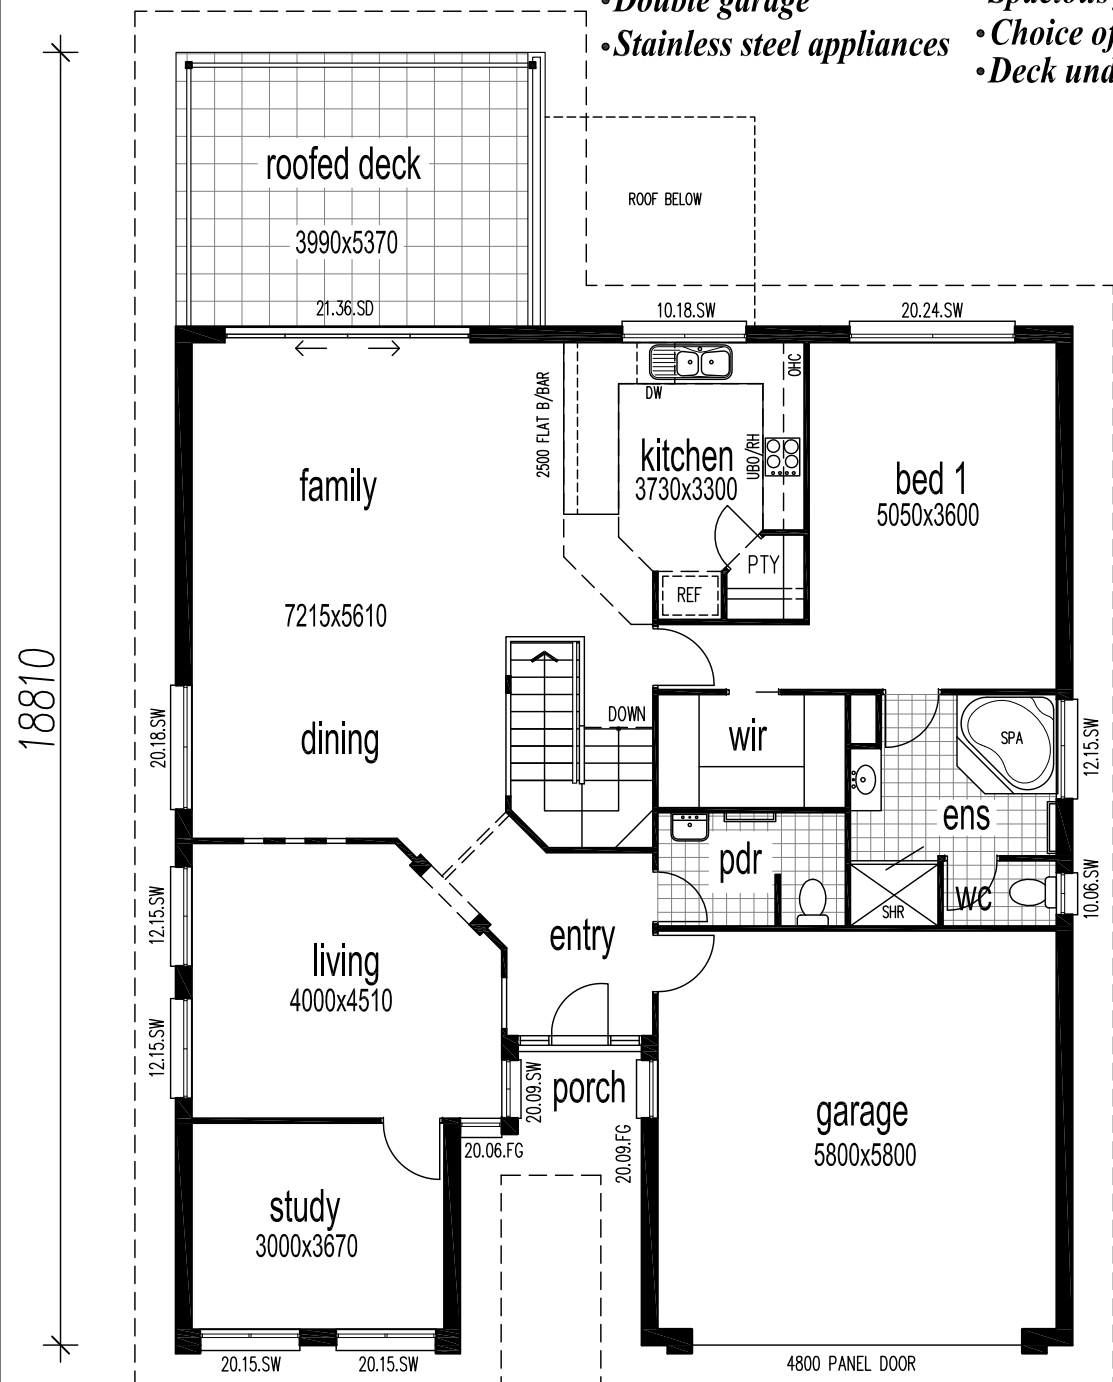 •Double garage
•Stainless steel appliances
•Choice of
•Deck und
roofed deck
3990x5370
ROOF BELOW
21.36.SD
10.18.SW
20.24.SW
2500 FLAT B/BAR
DW
OHC
UBO/RH
kitchen
3730x3300
family
bed 1
5050x3600
PTY
REF
7215x5610
18810
20.18.SW
dining
DOWN
wir
SPA
12.15.SW
ens
pdr
WC
SHR
10.06.SW
12.15.SW
living
4000x4510
entry
12.15.SW
20.09.SW
porch
20.06.FG
20.09.FG
garage
5800x5800
study
3000x3670
20.15.SW
20.15.SW
4800 PANEL DOOR